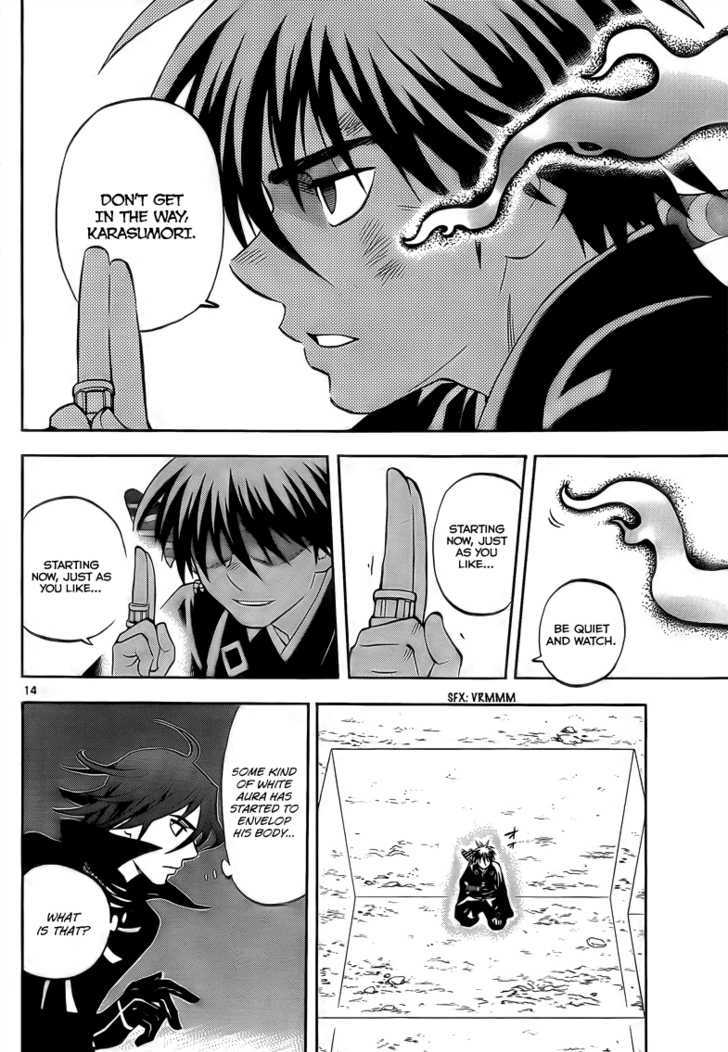 DON'T GET
IN THE WAY,
KARASUMORI.
BE QUIET
AND WATCH.
STARTING
NOW, JUST
AS YOU
LIKE...
STARTING
NOW, JUST AS
YOU LIKE...
14
SFX: VRMMM
オオ
SOME KIND
OF WHITE
AURA HAS
STARTED TO
ENVELOP
HIS BODY...
WHAT
IS THAT?